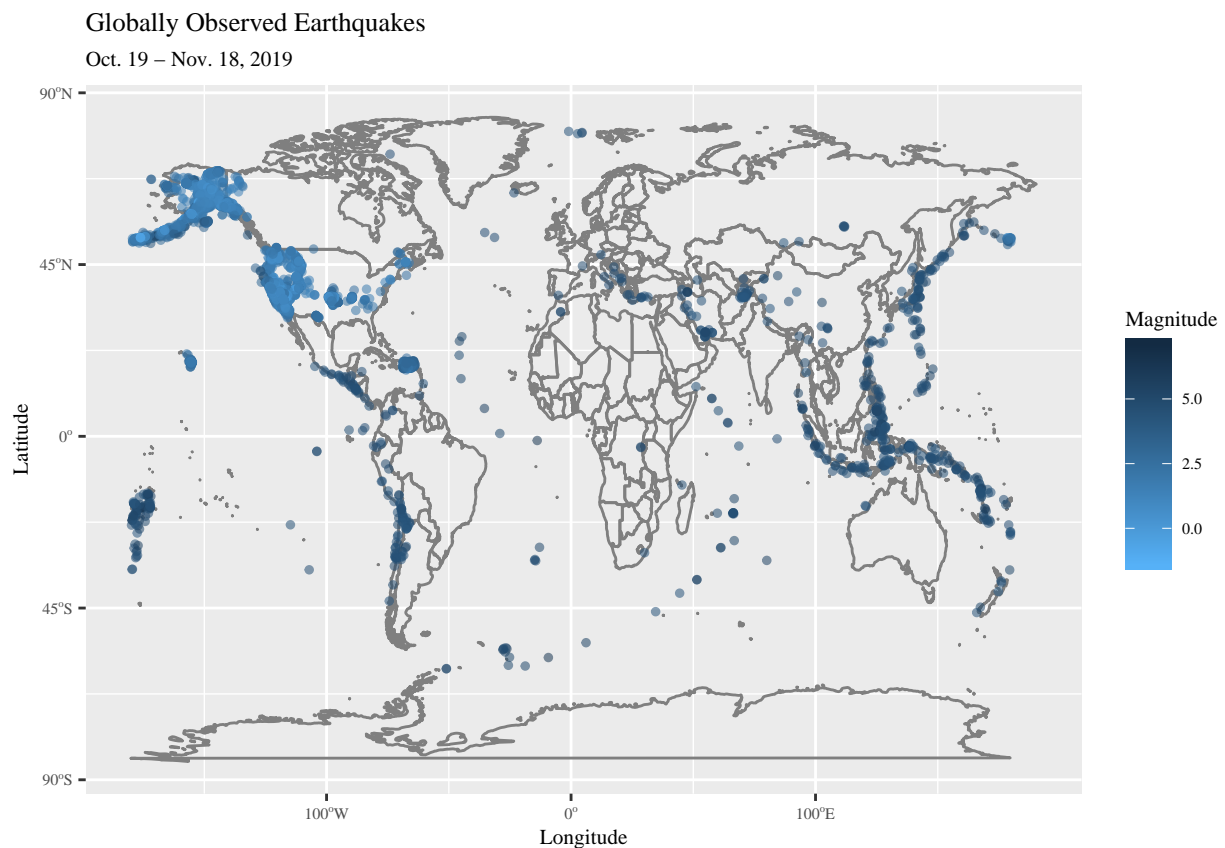 Globally Observed Earthquakes
Oct. 19 – Nov. 18, 2019
90°N
45°N
0°
45°S
90°S
Latitude
100°W
0°
100°E
Longitude
Magnitude
5.0
2.5
0.0